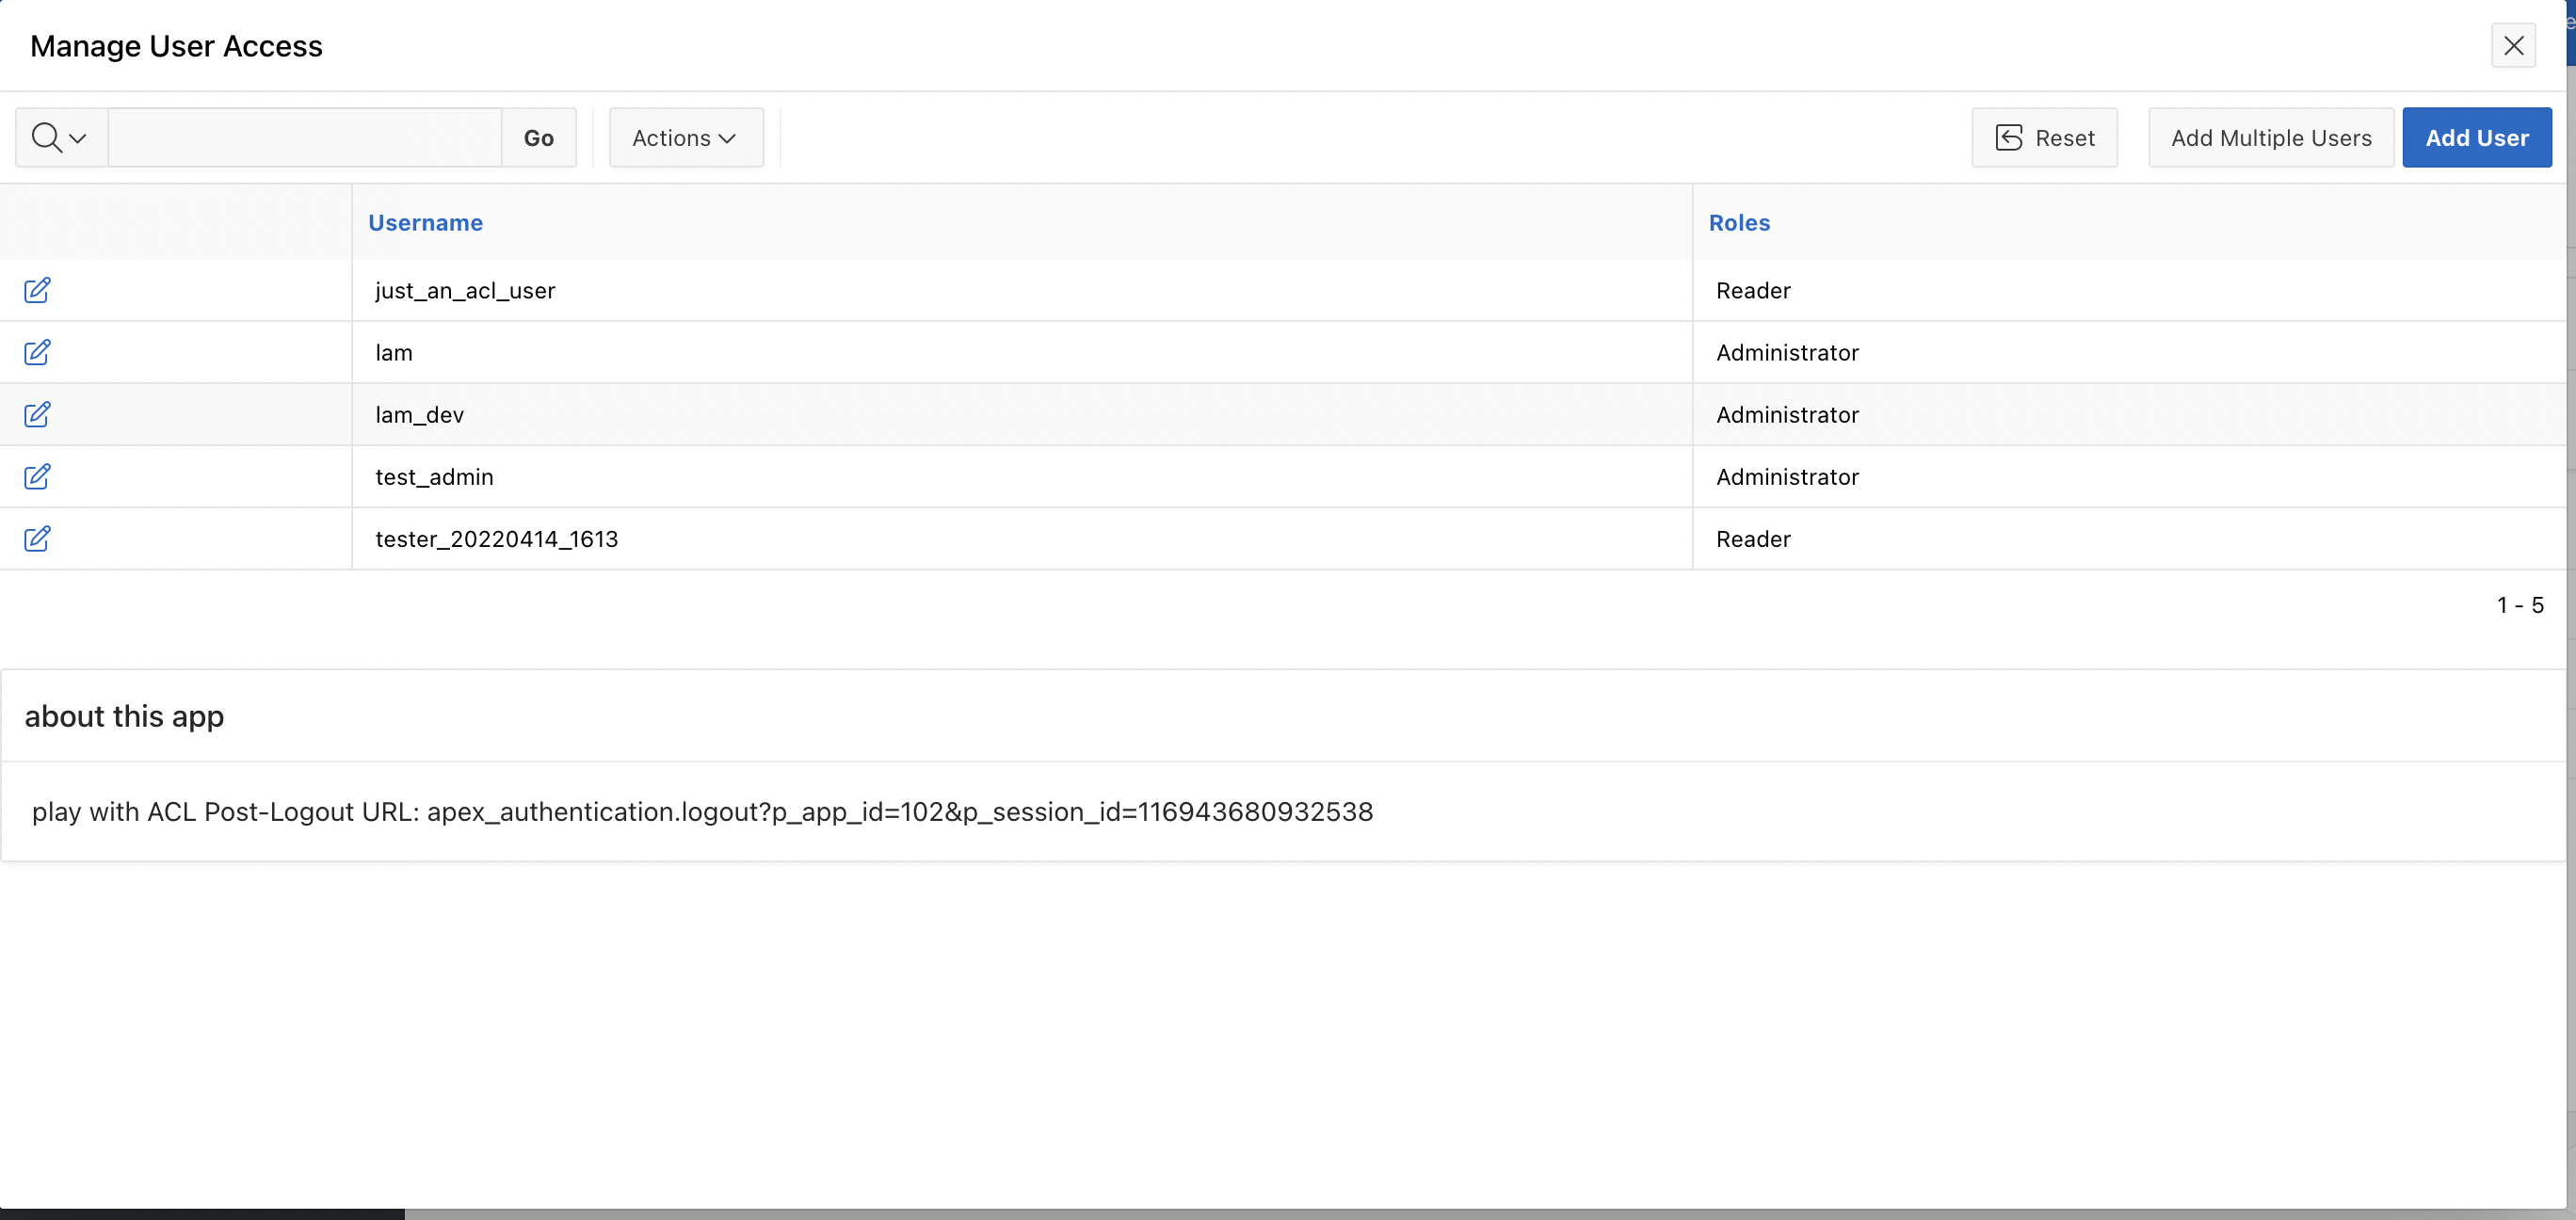 Manage User Access
Go
Actions
Reset
Add Multiple Users
Add User
Username
Roles
just_an_acl_user
Reader
lam
Administrator
lam_dev
Administrator
test_admin
Administrator
tester_20220414_1613
Reader
1 - 5
about this app
play with ACL Post-Logout URL: apex_authentication.logout?p_app_id=102&p_session_id=116943680932538